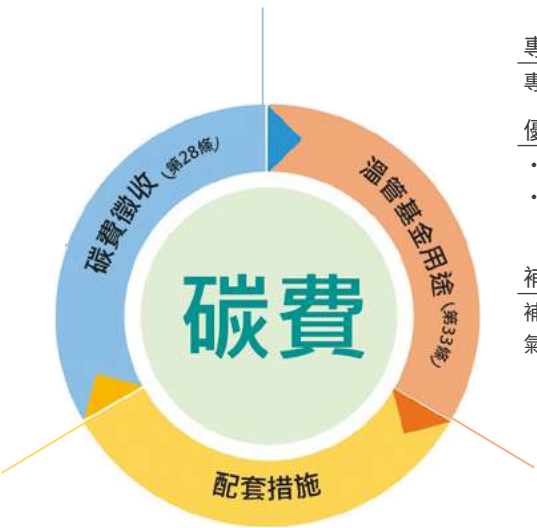 碳費徵收 (第28條)
溫管基金用途 (第33條)
碳費
配套措施
專
專
優
•
•
補
補
氣